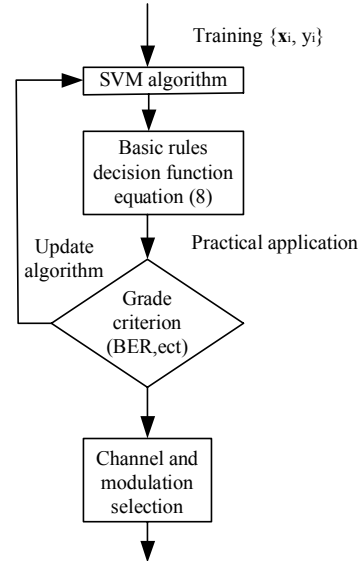 Training {xi, yi}
SVM algorithm
Basic rules
decision function
equation (8)
Practical application
Update
algorithm
Grade
criterion
(BER,ect)
Channel and
modulation
selection